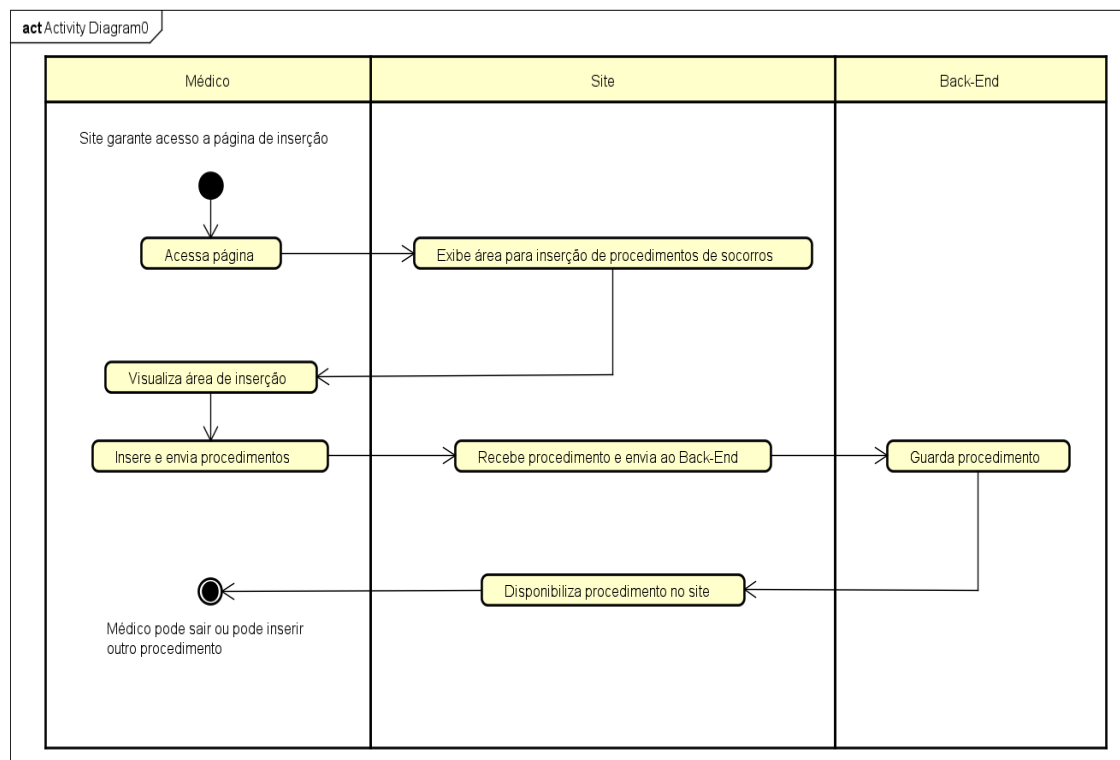 act Activity Diagram0
Médico
Site
Back-End
Site garante acesso a página de inserção
Acessa página
Exibe área para inserção de procedimentos de socorros
Visualiza área de inserção
Insere e envia procedimentos
Recebe procedimento e envia ao Back-End
Guarda procedimento
Disponibiliza procedimento no site
Médico pode sair ou pode inserir
outro procedimento